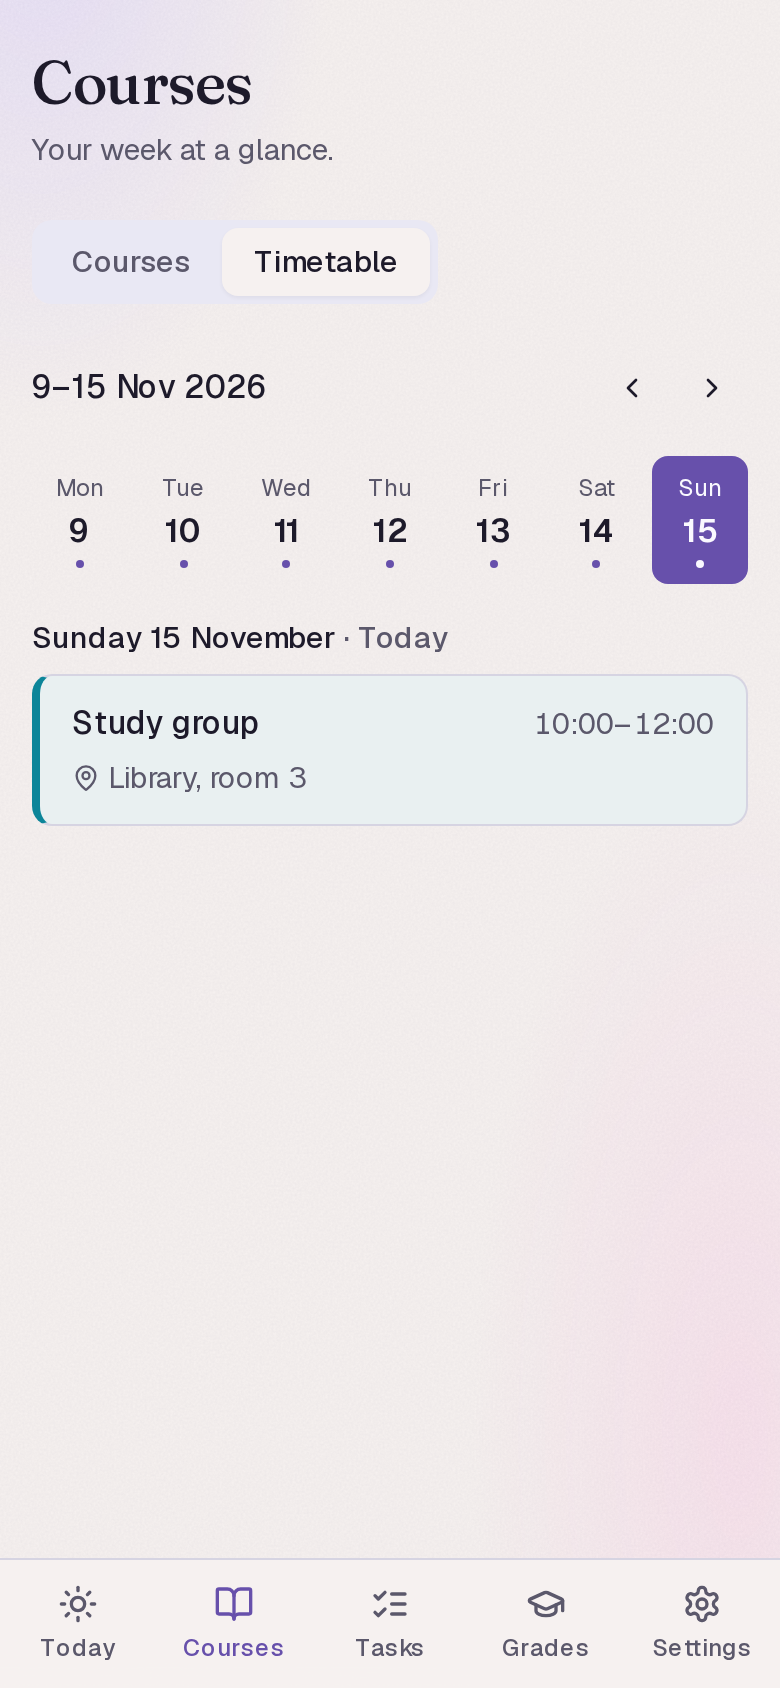 Courses
Your week at a glance.
Courses Timetable
9–15 Nov 2026
Mon Tue Wed Thu Fri Sat Sun
9 10 11 12 13 14 15
Sunday 15 November · Today
Study group 10:00–12:00
Library, room 3
Today Courses Tasks Grades Settings